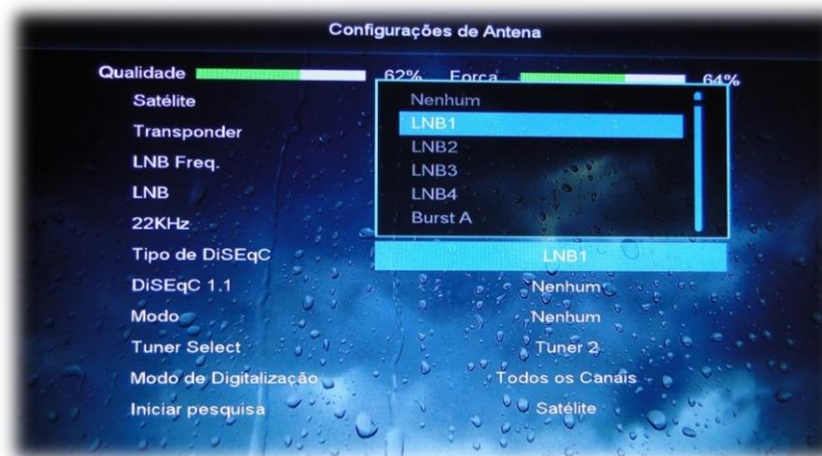 Configurações de Antena
Qualidade 62% Força 64%
Satélite
Nenhum
Transponder
LNB1
LNB Freq.
LNB2
LNB
LNB3
22KHz
LNB4
Burst A
Tipo de DiSEqC LNB1
DiSEqC 1.1 Nenhum
Modo Nenhum
Tuner Select Tuner 2
Modo de Digitalização Todos os Canais
Iniciar pesquisa Satélite